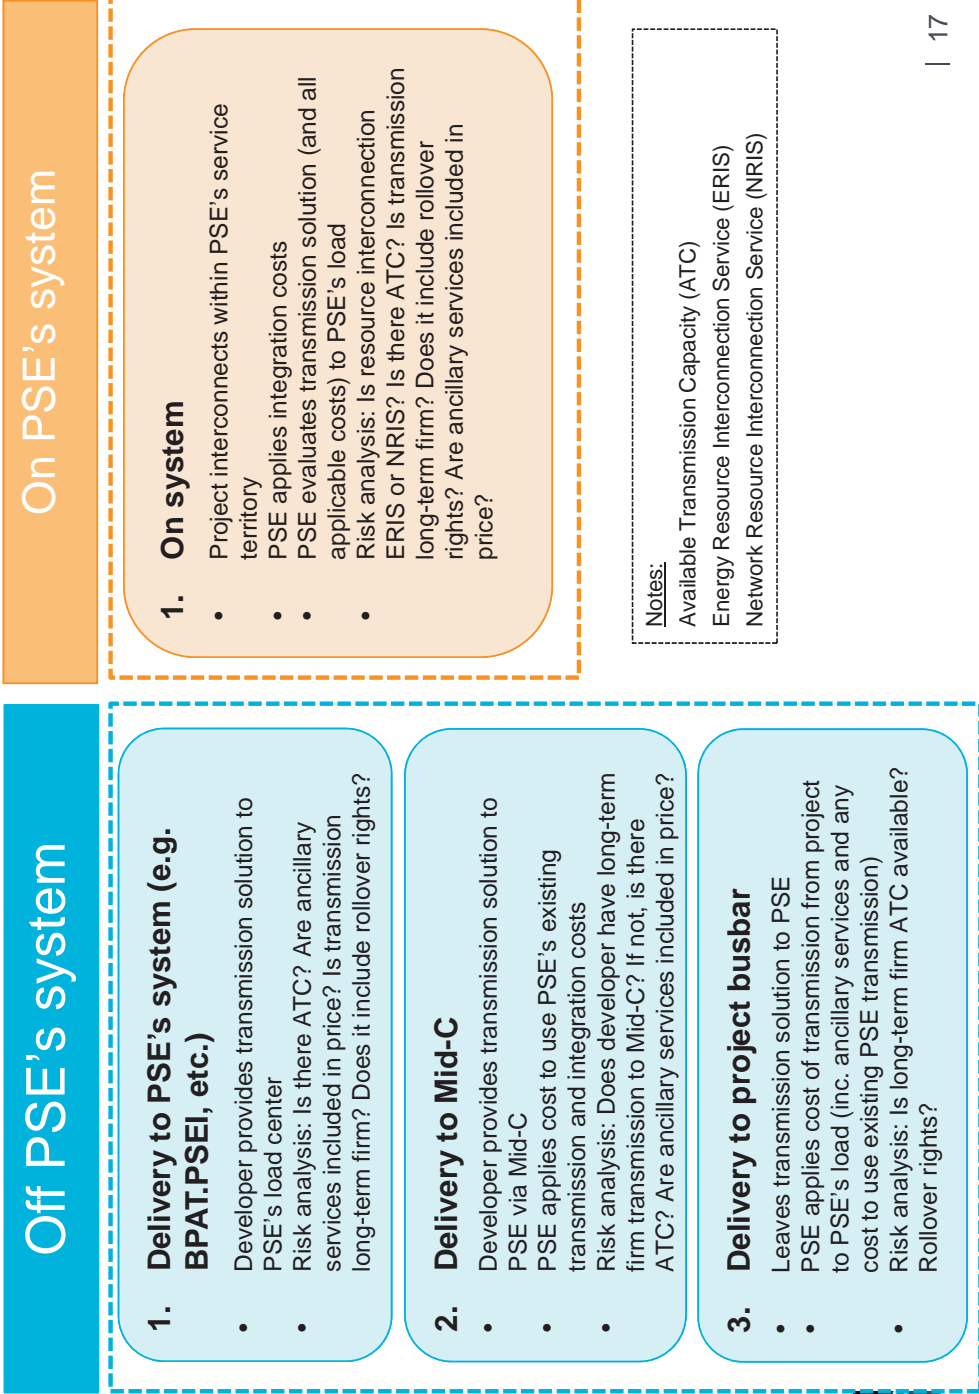 Off PSE's system
1. Delivery to PSE's system (e.g.
BPAT.PSEI, etc.)
• Developer provides transmission solution to
PSE's load center
• Risk analysis: Is there ATC? Are ancillary
services included in price? Is transmission
long-term firm? Does it include rollover rights?
2. Delivery to Mid-C
• Developer provides transmission solution to
PSE via Mid-C
• PSE applies cost to use PSE's existing
transmission and integration costs
• Risk analysis: Does developer have long-term
firm transmission to Mid-C? If not, is there
ATC? Are ancillary services included in price?
3. Delivery to project busbar
• Leaves transmission solution to PSE
• PSE applies cost of transmission from project
to PSE's load (inc. ancillary services and any
cost to use existing PSE transmission)
• Risk analysis: Is long-term firm ATC available?
Rollover rights?
On PSE's system
1. On system
• Project interconnects within PSE's service
territory
• PSE applies integration costs
• PSE evaluates transmission solution (and all
applicable costs) to PSE's load
• Risk analysis: Is resource interconnection
ERIS or NRIS? Is there ATC? Is transmission
long-term firm? Does it include rollover
rights? Are ancillary services included in
price?
Notes:
Available Transmission Capacity (ATC)
Energy Resource Interconnection Service (ERIS)
Network Resource Interconnection Service (NRIS)
| 17